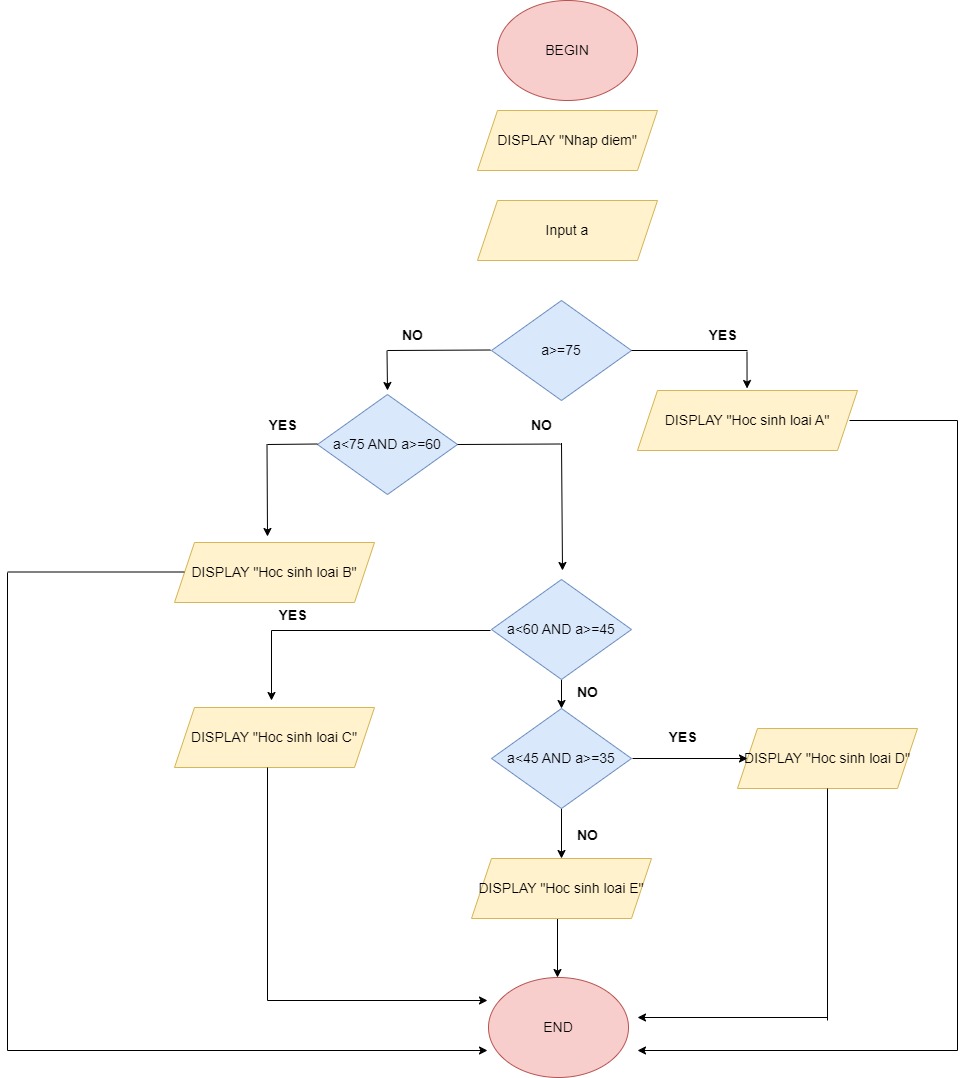 BEGIN
DISPLAY "Nhap diem"
Input a
NO
YES
a>=75
YES
NO
DISPLAY "Hoc sinh loai A"
a<75 AND a>=60
DISPLAY "Hoc sinh loai B"
YES
a<60 AND a>=45
NO
DISPLAY "Hoc sinh loai C"
YES
a<45 AND a>=35
DISPLAY "Hoc sinh loai D"
NO
DISPLAY "Hoc sinh loai E"
END